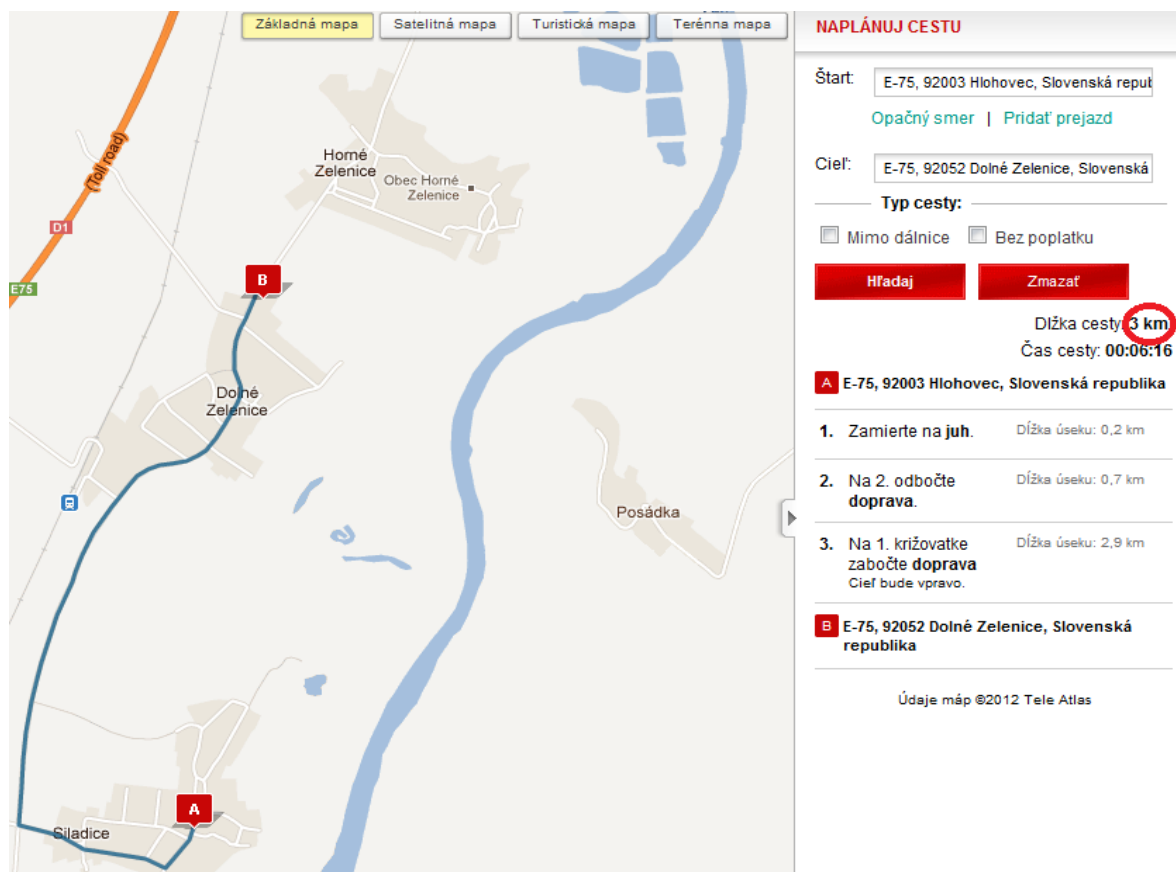 Základná mapa
Satelitná mapa
Turistická mapa
Terénna mapa
(Toll road)
D1
E75
Horné
Zelenice
Obec Horné
Zelenice
B
Dolné
Zelenice
Posádka
A
Siladice
NAPLÁNUJ CESTU
Štart:
E-75, 92003 Hlohovec, Slovenská repub
Opačný smer | Pridať prejazd
Cieľ:
E-75, 92052 Dolné Zelenice, Slovenská
Typ cesty:
Mimo dálnice
Bez poplatku
Hľadaj
Zmazať
Dlžka cesty: 3 km
Čas cesty: 00:06:16
A E-75, 92003 Hlohovec, Slovenská republika
1. Zamierte na juh. Dĺžka úseku: 0,2 km
2. Na 2. odbočte Dĺžka úseku: 0,7 km
doprava.
3. Na 1. križovatke Dĺžka úseku: 2,9 km
zabočte doprava
Cieľ bude vpravo.
B E-75, 92052 Dolné Zelenice, Slovenská
republika
Údaje máp ©2012 Tele Atlas